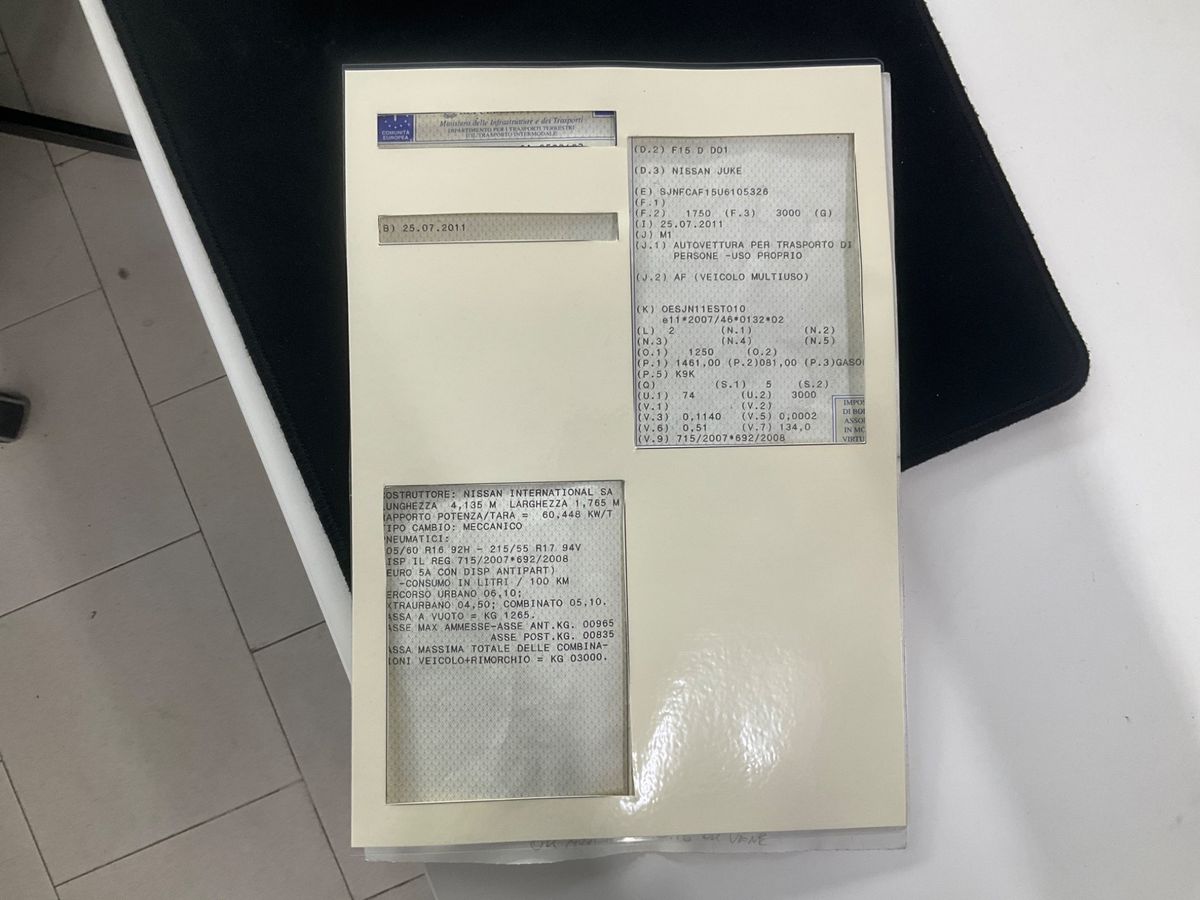 COMUNITÀ
EUROPEA
Ministero delle Infrastrutture e dei Trasporti
DIPARTIMENTO PER I TRASPORTI TERRESTRI
E IL TRASPORTO INTERMODALE
B) 25.07.2011
(D.2) F15 D D01
(D.3) NISSAN JUKE
(E) SJNFCAF15U6105326
(F.1)
(F.2) 1750 (F.3) 3000 (G)
(I) 25.07.2011
(J) M1
(J.1) AUTOVETTURA PER TRASPORTO DI
PERSONE -USO PROPRIO
(J.2) AF (VEICOLO MULTIUSO)
(K) OESJN11EST010
e11*2007/46*0132*02
(L) 2 (N.1) (N.2)
(N.3) (N.4) (N.5)
(O.1) 1250 (O.2)
(P.1) 1461,00 (P.2)081,00 (P.3)GASO
(P.5) K9K
(Q) (S.1) 5 (S.2)
(U.1) 74 (U.2) 3000
(V.1) (V.2)
(V.3) 0,1140 (V.5) 0,0002
(V.6) 0,51 (V.7) 134,0
(V.9) 715/2007*692/2008
IMPOS
DI BOL
ASSOL
IN MO
VIRTU
OSTRUTTORE: NISSAN INTERNATIONAL SA
UNGHEZZA 4,135 M LARGHEZZA 1,765 M
APPORTO POTENZA/TARA = 60,448 KW/T
IPO CAMBIO: MECCANICO
NEUMATICI:
05/60 R16 92H - 215/55 R17 94V
ISP IL REG 715/2007*692/2008
EURO 5A CON DISP ANTIPART)
-CONSUMO IN LITRI / 100 KM
ERCORSO URBANO 06,10;
XTRAURBANO 04,50; COMBINATO 05,10.
ASSA A VUOTO = KG 1265.
ASSE MAX AMMESSE-ASSE ANT.KG. 00965
ASSE POST.KG. 00835
ASSA MASSIMA TOTALE DELLE COMBINA-
IONI VEICOLO+RIMORCHIO = KG 03000.